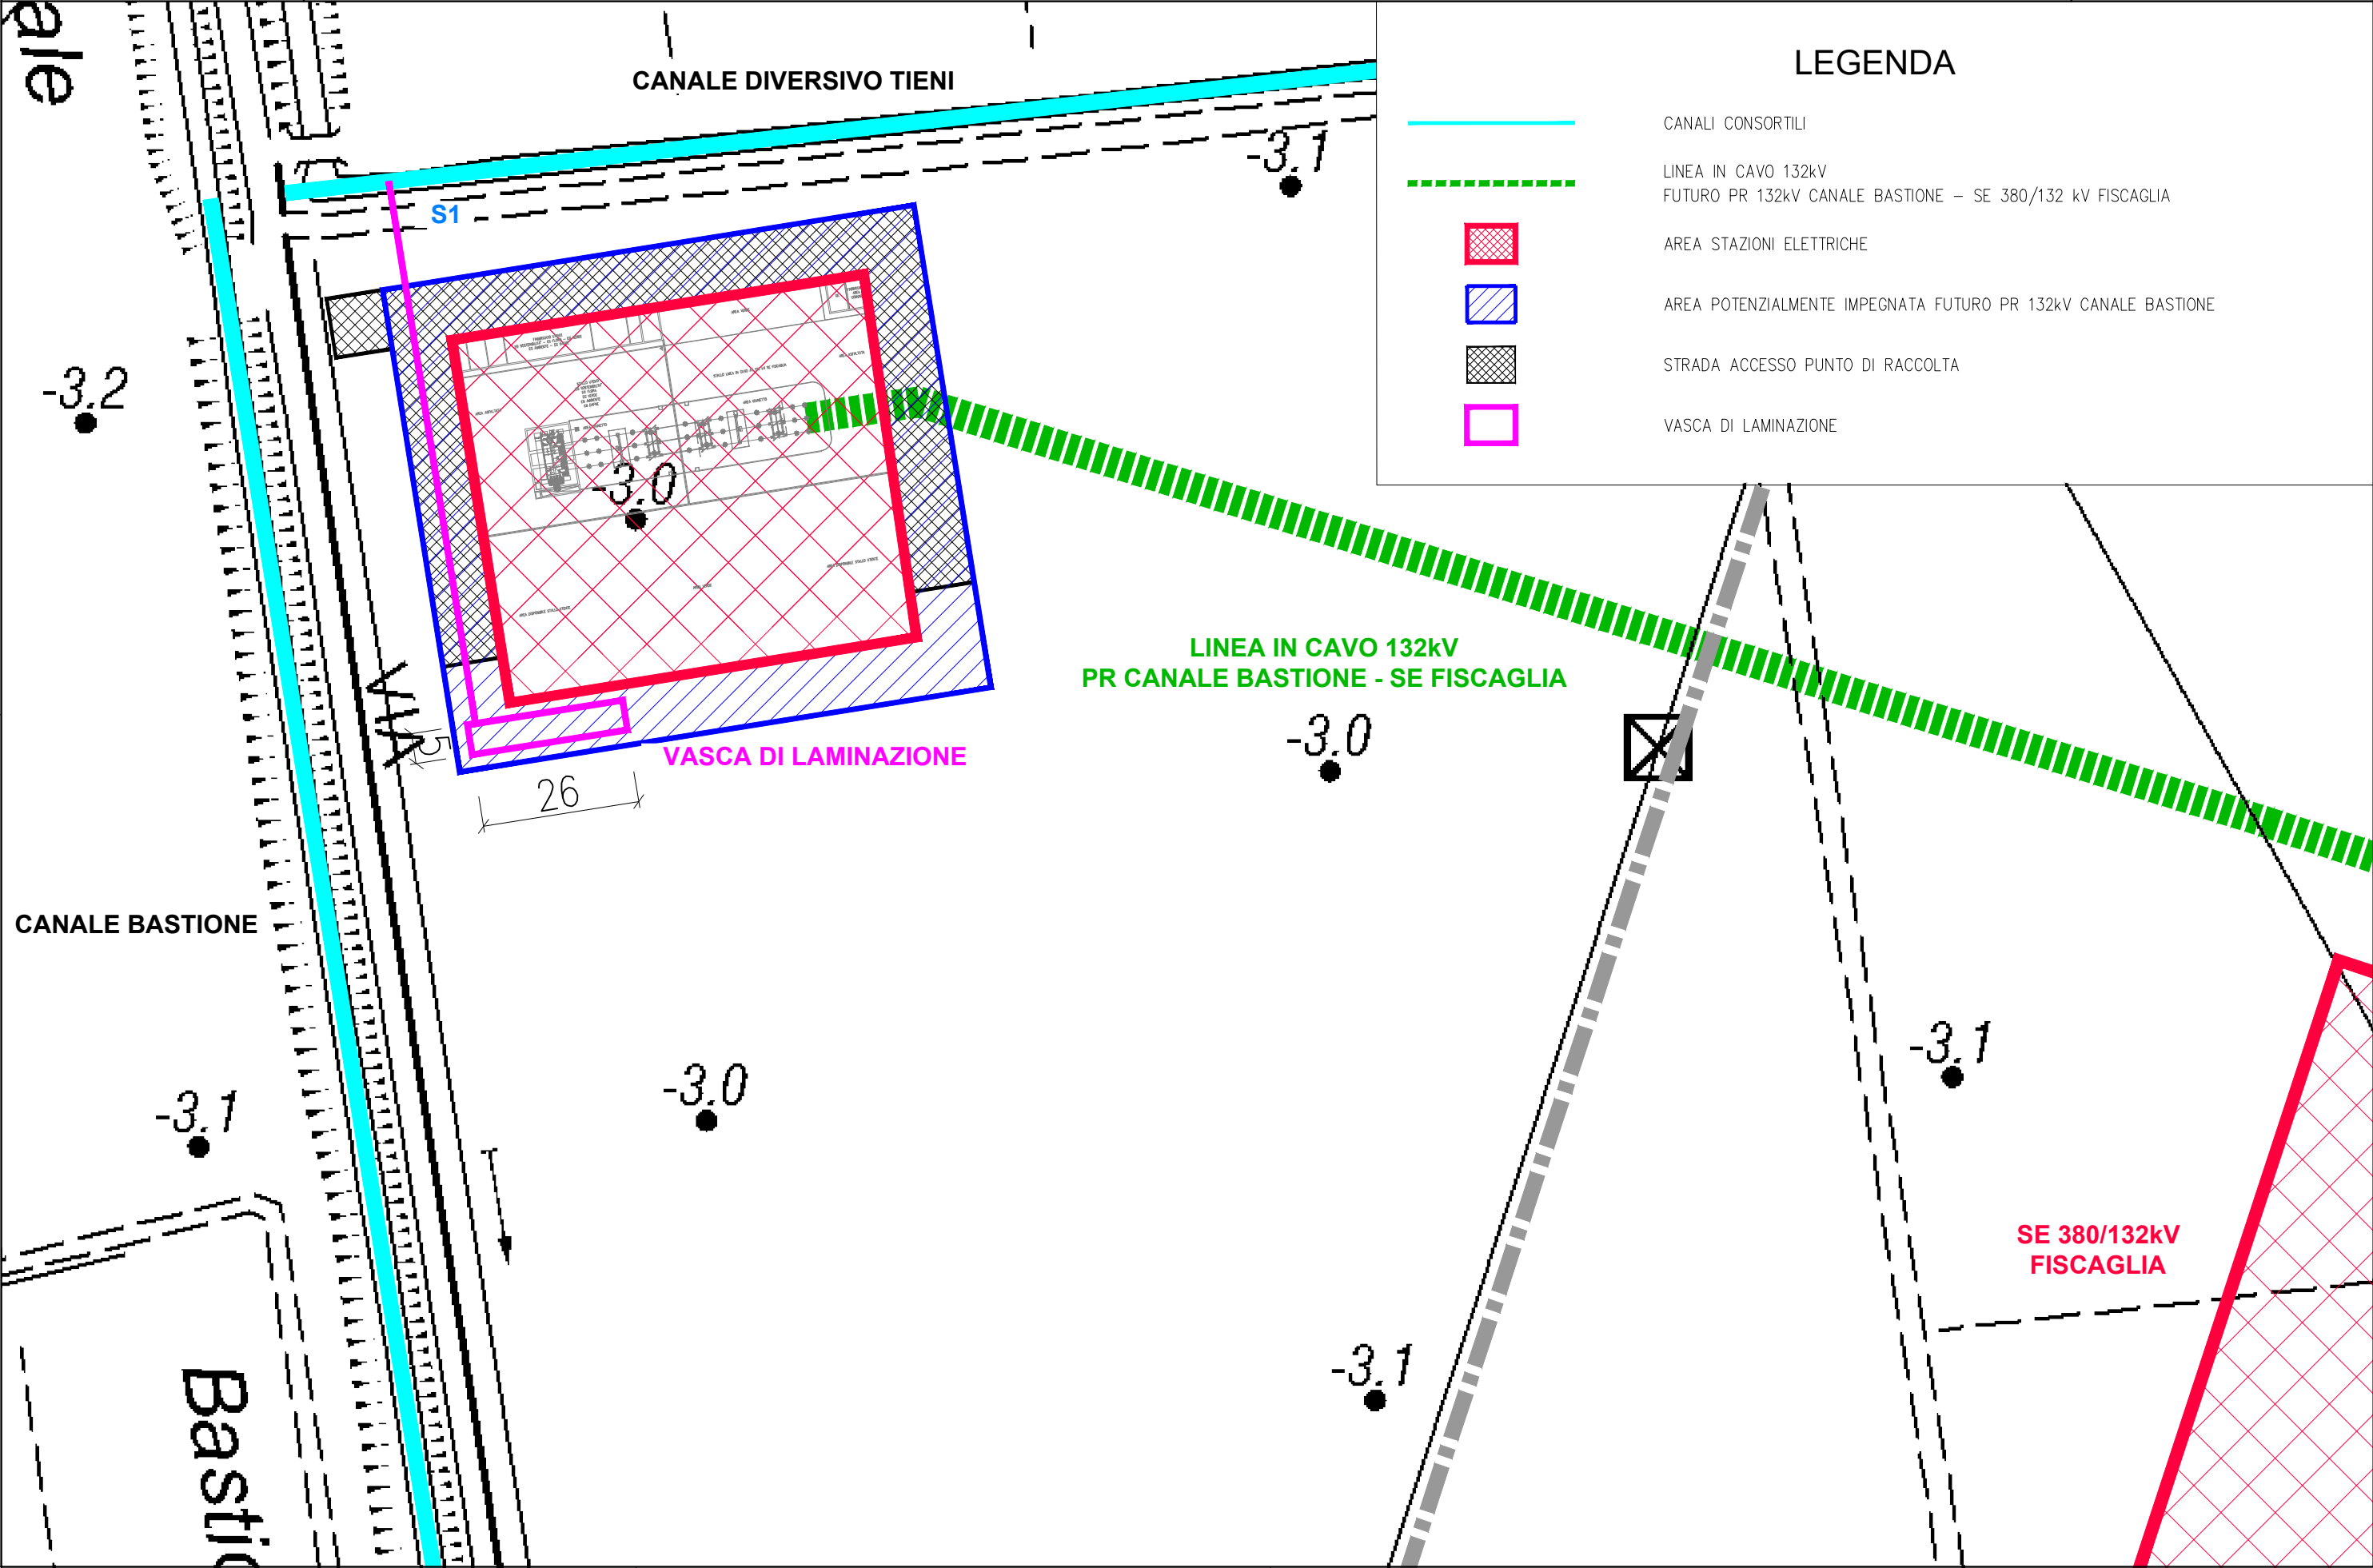 ale
CANALE DIVERSIVO TIENI
LEGENDA
CANALI CONSORTILI
LINEA IN CAVO 132kV
FUTURO PR 132kV CANALE BASTIONE – SE 380/132 kV FISCAGLIA
AREA STAZIONI ELETTRICHE
AREA POTENZIALMENTE IMPEGNATA FUTURO PR 132kV CANALE BASTIONE
STRADA ACCESSO PUNTO DI RACCOLTA
VASCA DI LAMINAZIONE
-3.1
S1
-3.2
-3.0
LINEA IN CAVO 132kV
PR CANALE BASTIONE - SE FISCAGLIA
VIA
5
VASCA DI LAMINAZIONE
-3.0
26
CANALE BASTIONE
-3.1
-3.0
-3.1
SE 380/132kV
FISCAGLIA
-3.1
Bastio